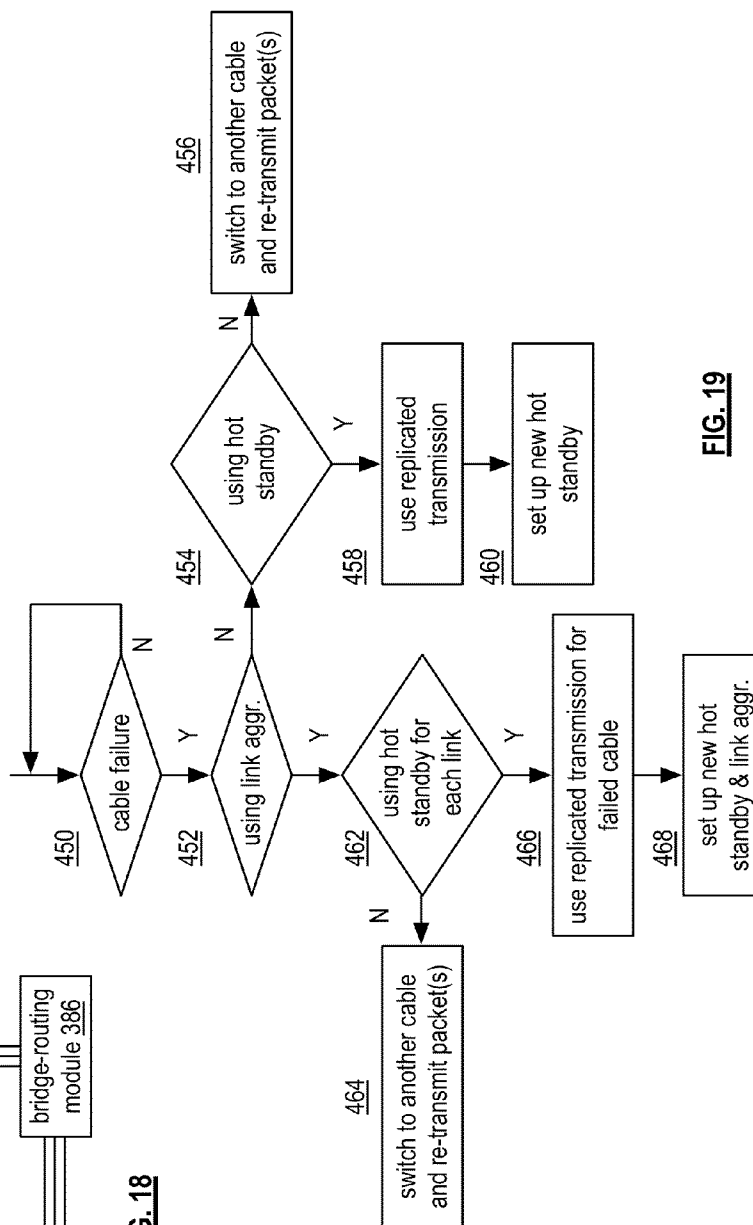 450
cable failure
N
Y
452
using link aggr.
N
Y
454
using hot
standby
N
Y
456
switch to another cable
and re-transmit packet(s)
458
use replicated
transmission
460
set up new hot
standby
462
using hot
standby for
each link
N
Y
464
switch to another cable
and re-transmit packet(s)
466
use replicated transmission for
failed cable
468
set up new hot
standby & link aggr.
FIG. 19
bridge-routing
module 386
G. 18